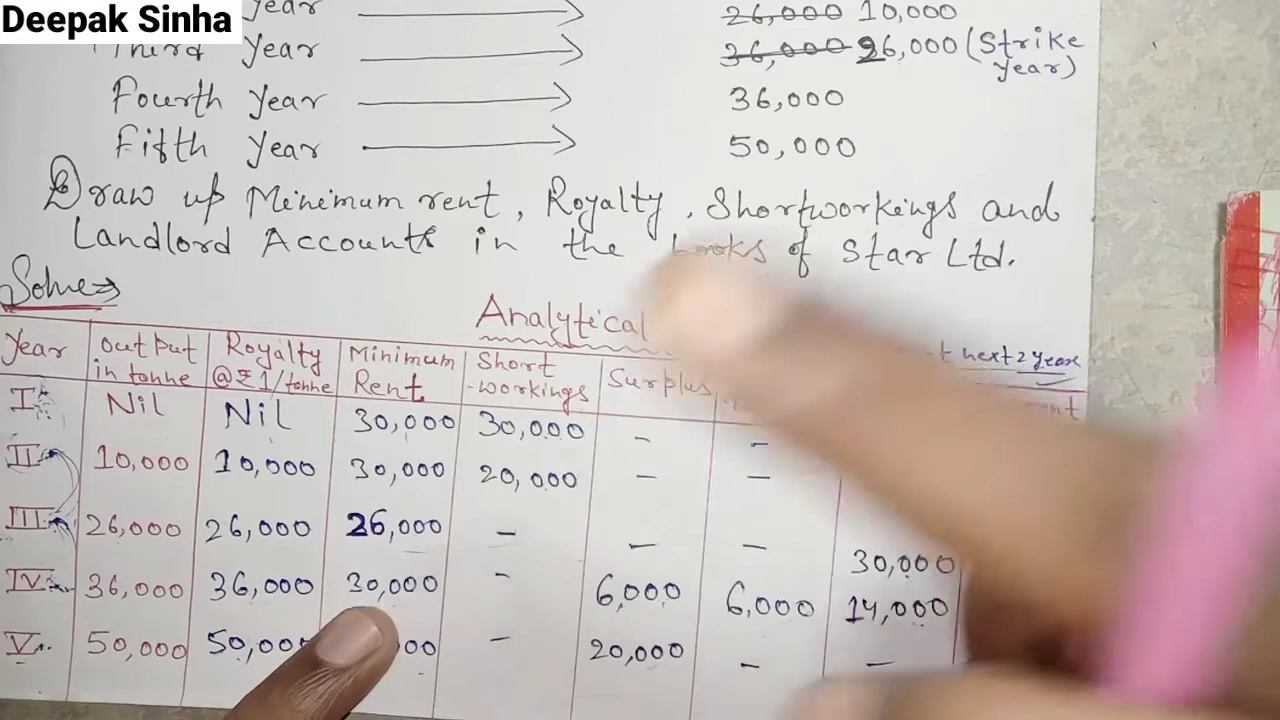 Deepak Sinha
Year 26,000 10,000
Third Year 36,000 26,000 (Strike Year)
Fourth Year 36,000
Fifth Year 50,000
Draw up Minimum rent, Royalty, Shortworkings and
Landlord Accounts in the books of Star Ltd.
Solve
Analytical
Year Output in tonne Royalty @ ₹1/tonne Minimum Rent Short-workings Surplus next 2 years
I Nil Nil 30,000 30,000 - -
II 10,000 10,000 30,000 20,000 - -
III 26,000 26,000 26,000 - - - 30,000
IV 36,000 36,000 30,000 - 6,000 6,000 14,000
V 50,000 50,000 - 20,000 - -